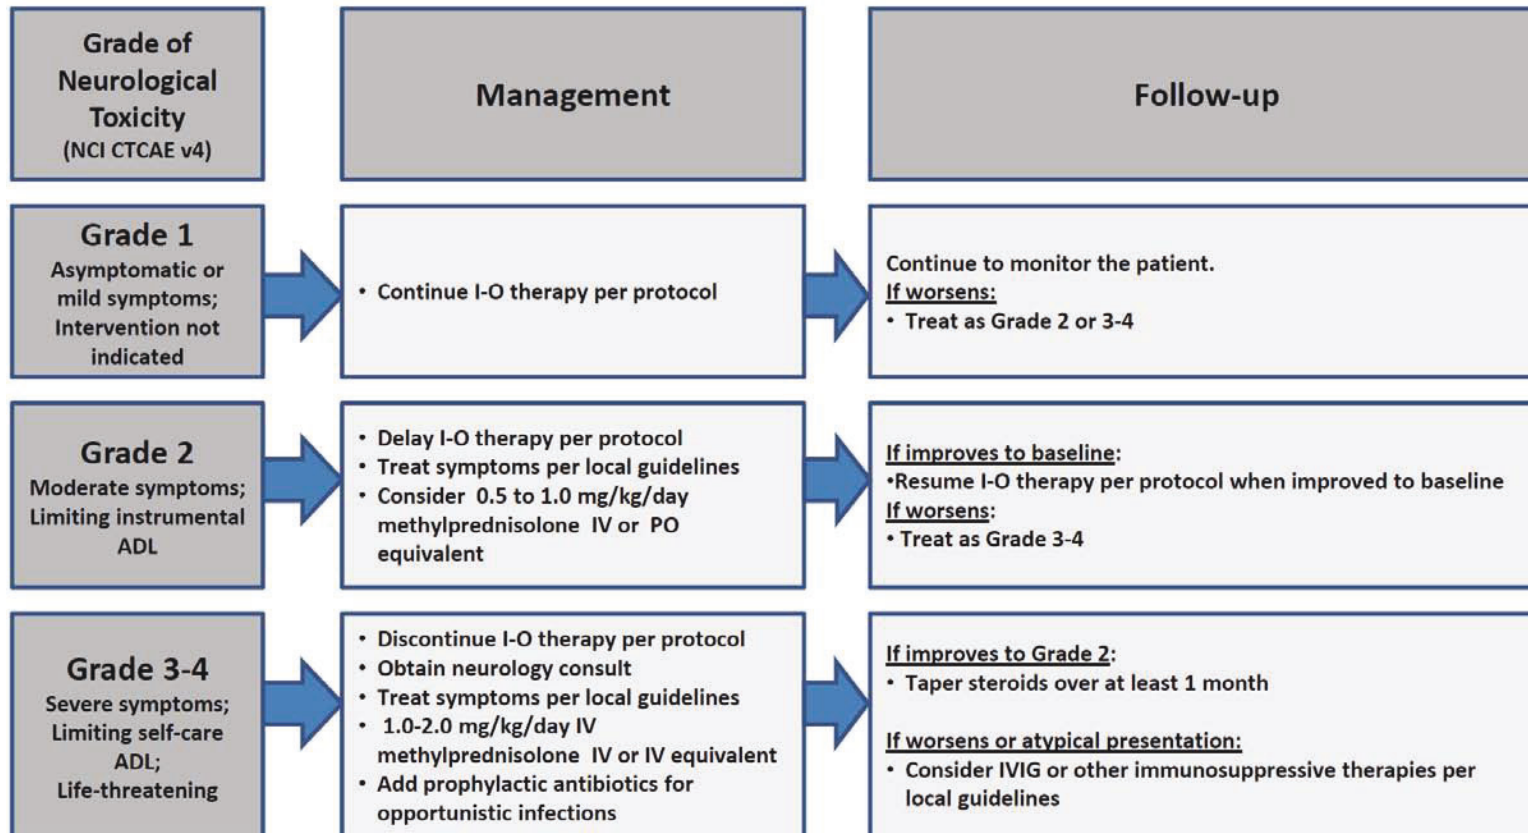 Grade of
Neurological
Toxicity
(NCI CTCAE v4)
Management
Follow-up
Grade 1
Asymptomatic or
mild symptoms;
Intervention not
indicated
• Continue I-O therapy per protocol
Continue to monitor the patient.
If worsens:
• Treat as Grade 2 or 3-4
Grade 2
Moderate symptoms;
Limiting instrumental
ADL
• Delay I-O therapy per protocol
• Treat symptoms per local guidelines
• Consider 0.5 to 1.0 mg/kg/day
methylprednisolone IV or PO
equivalent
If improves to baseline:
•Resume I-O therapy per protocol when improved to baseline
If worsens:
• Treat as Grade 3-4
Grade 3-4
Severe symptoms;
Limiting self-care
ADL;
Life-threatening
• Discontinue I-O therapy per protocol
• Obtain neurology consult
• Treat symptoms per local guidelines
• 1.0-2.0 mg/kg/day IV
methylprednisolone IV or IV equivalent
• Add prophylactic antibiotics for
opportunistic infections
If improves to Grade 2:
• Taper steroids over at least 1 month
If worsens or atypical presentation:
• Consider IVIG or other immunosuppressive therapies per
local guidelines